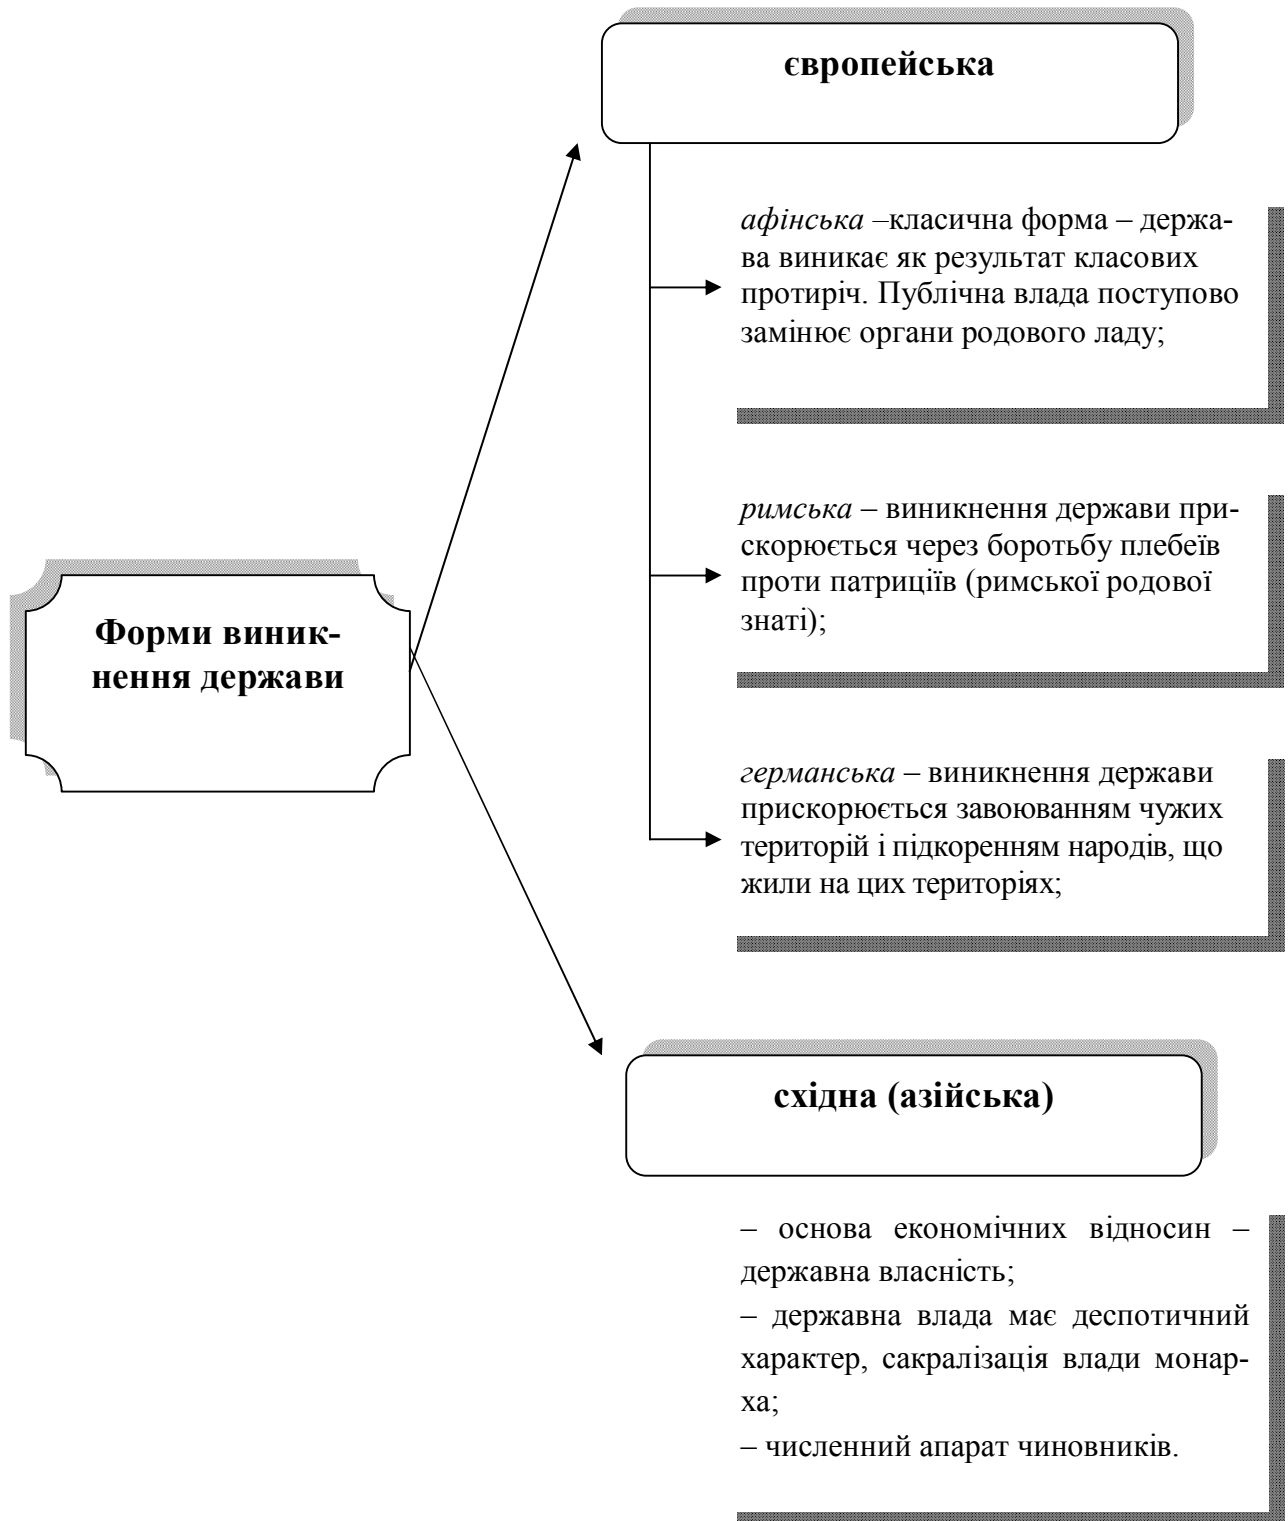 Форми виник-
нення держави
європейська
афінська –класична форма – держа-
ва виникає як результат класових
протиріч. Публічна влада поступово
замінює органи родового ладу;
римська – виникнення держави при-
скорюється через боротьбу плебеїв
проти патриціїв (римської родової
знаті);
германська – виникнення держави
прискорюється завоюванням чужих
територій і підкоренням народів, що
жили на цих територіях;
східна (азійська)
– основа економічних відносин –
державна власність;
– державна влада має деспотичний
характер, сакралізація влади монар-
ха;
– численний апарат чиновників.